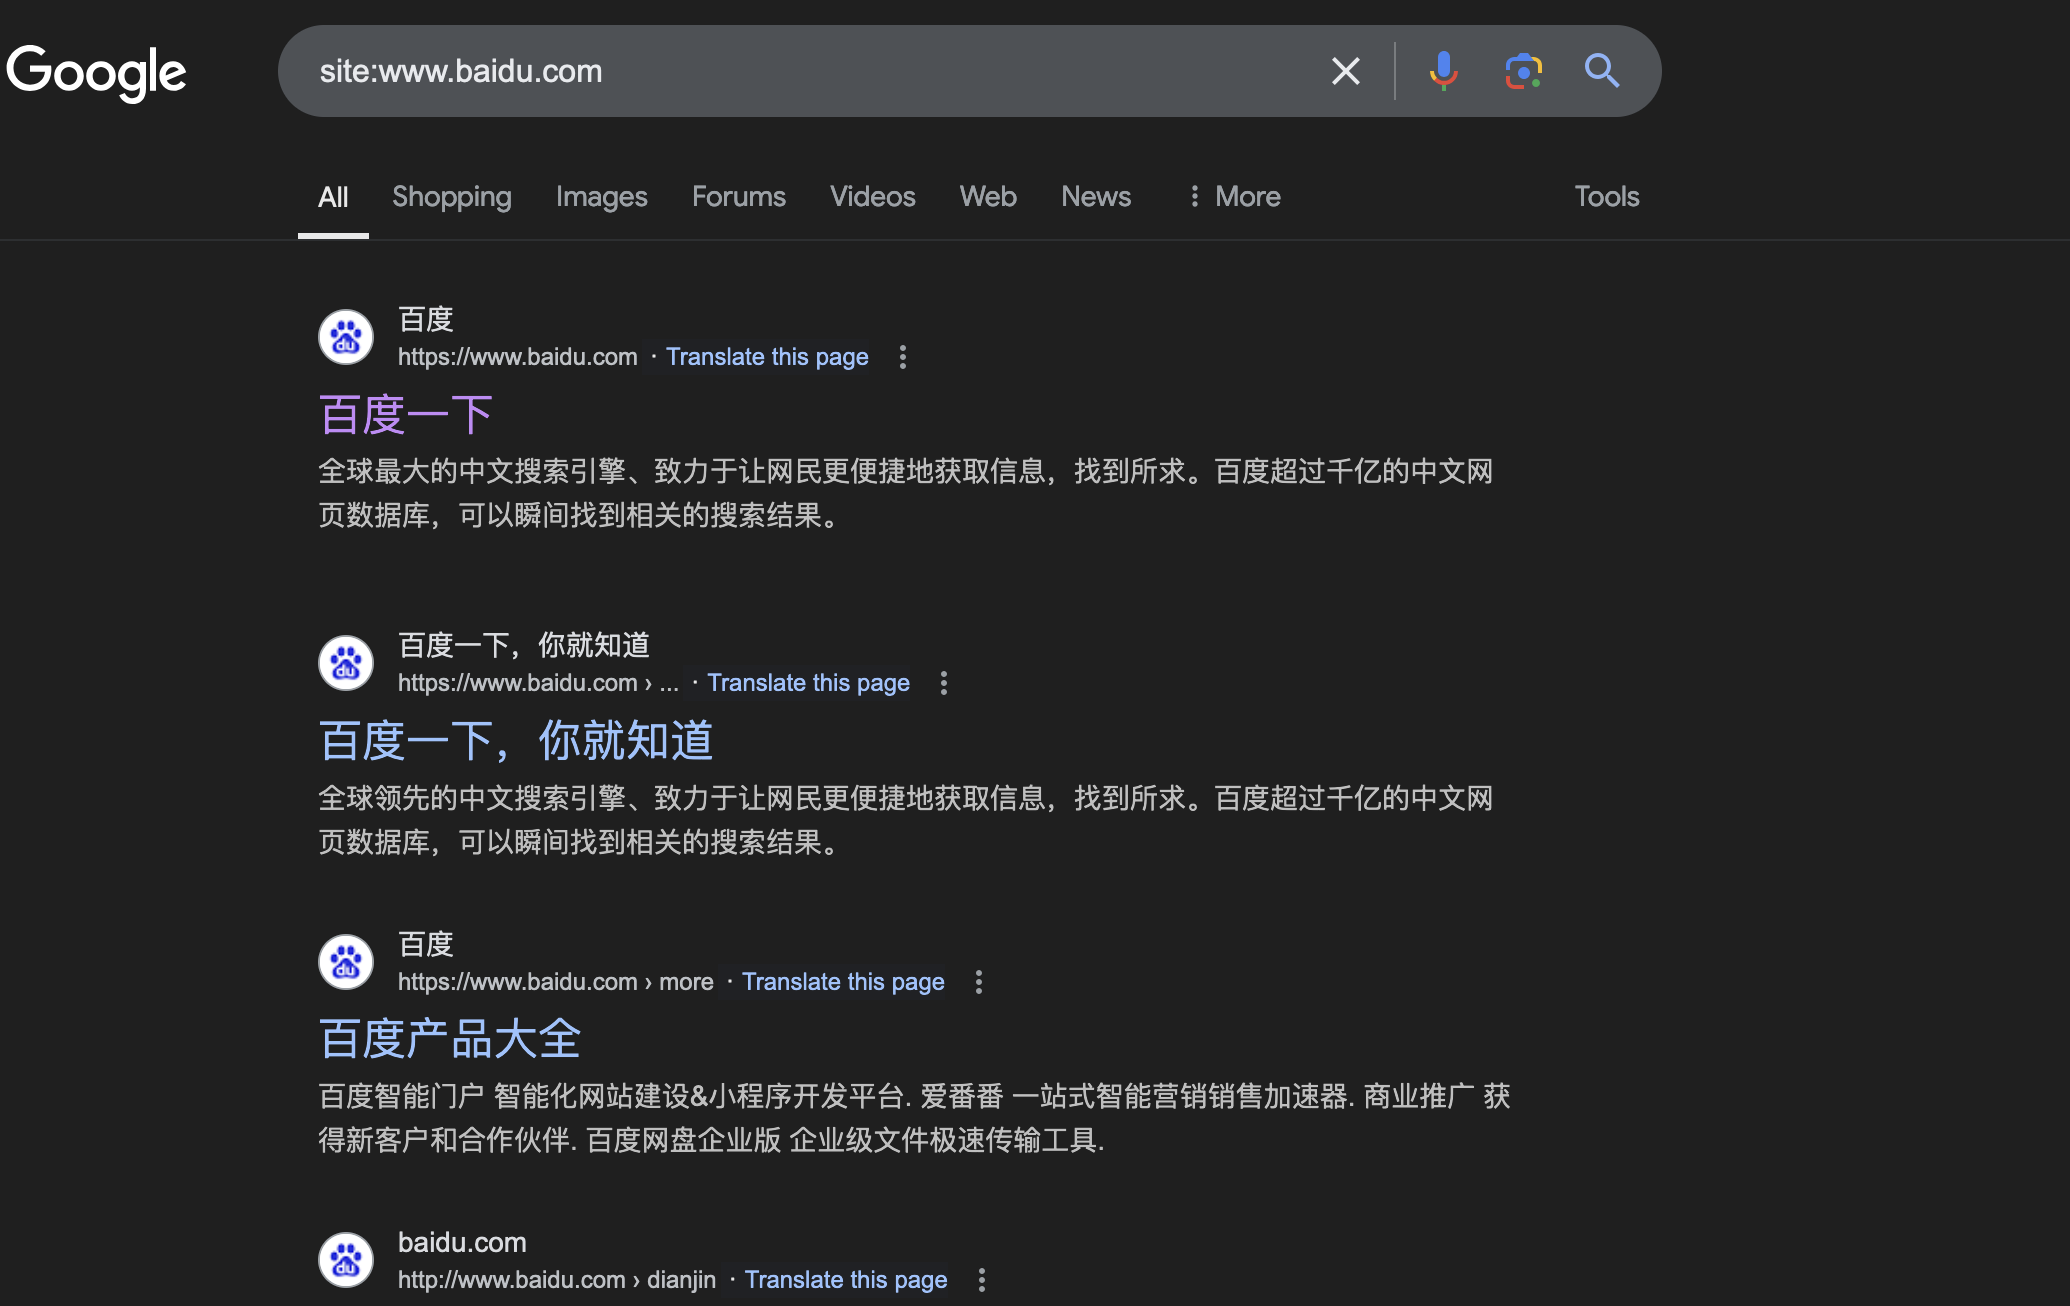 Google
site:www.baidu.com
All Shopping Images Forums Videos Web News More Tools
百度
https://www.baidu.com · Translate this page
百度一下
全球最大的中文搜索引擎、致力于让网民更便捷地获取信息，找到所求。百度超过千亿的中文网
页数据库，可以瞬间找到相关的搜索结果。
百度一下，你就知道
https://www.baidu.com › ... · Translate this page
百度一下，你就知道
全球领先的中文搜索引擎、致力于让网民更便捷地获取信息，找到所求。百度超过千亿的中文网
页数据库，可以瞬间找到相关的搜索结果。
百度
https://www.baidu.com › more · Translate this page
百度产品大全
百度智能门户 智能化网站建设&小程序开发平台. 爱番番 一站式智能营销销售加速器. 商业推广 获
得新客户和合作伙伴. 百度网盘企业版 企业级文件极速传输工具.
baidu.com
http://www.baidu.com › dianjin · Translate this page